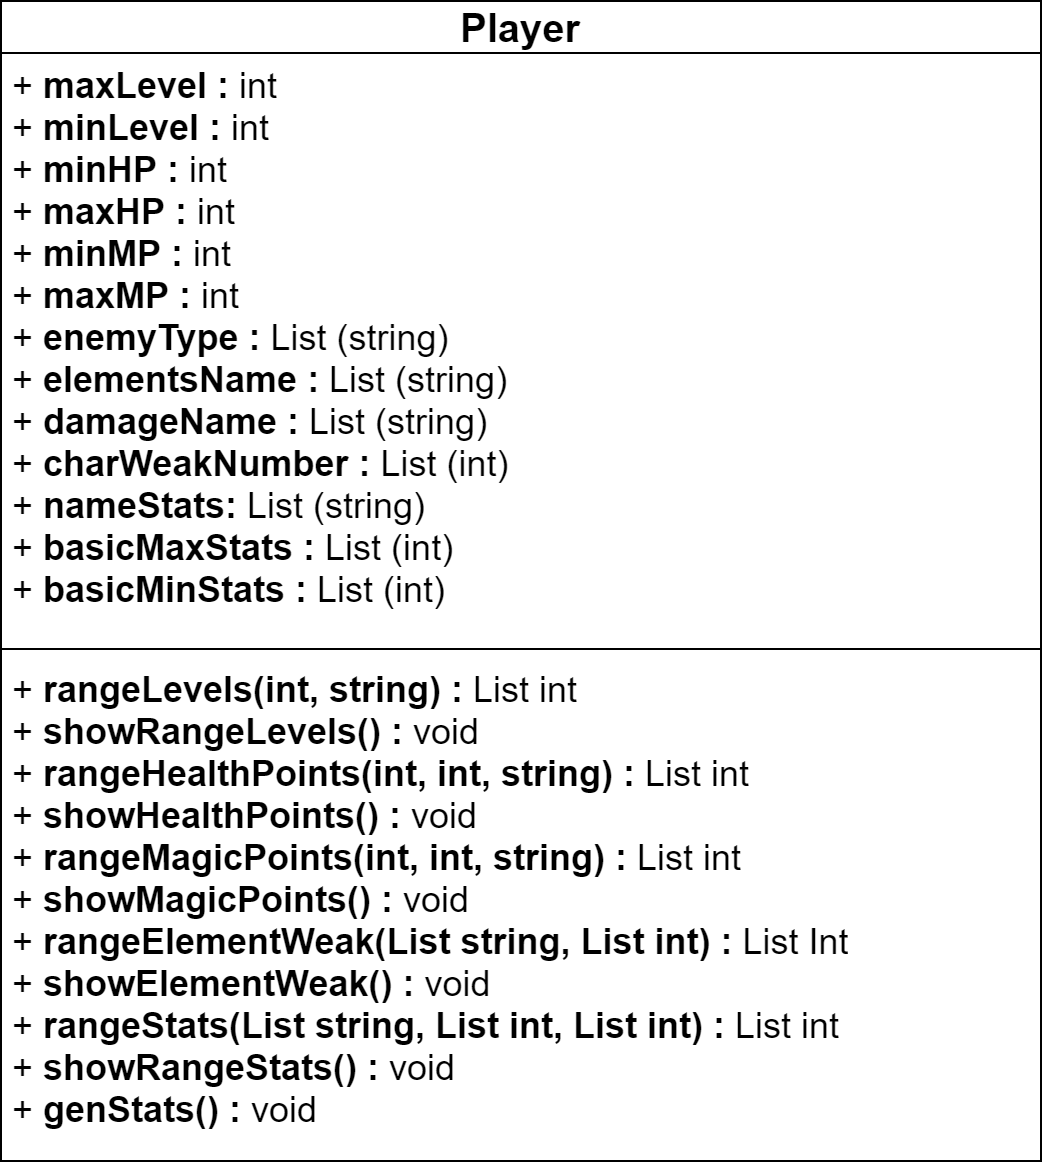 Player
+ maxLevel : int
+ minLevel : int
+ minHP : int
+ maxHP : int
+ minMP : int
+ maxMP : int
+ enemyType : List (string)
+ elementsName : List (string)
+ damageName : List (string)
+ charWeakNumber : List (int)
+ nameStats: List (string)
+ basicMaxStats : List (int)
+ basicMinStats : List (int)
+ rangeLevels(int, string) : List int
+ showRangeLevels() : void
+ rangeHealthPoints(int, int, string) : List int
+ showHealthPoints() : void
+ rangeMagicPoints(int, int, string) : List int
+ showMagicPoints() : void
+ rangeElementWeak(List string, List int) : List Int
+ showElementWeak() : void
+ rangeStats(List string, List int, List int) : List int
+ showRangeStats() : void
+ genStats() : void